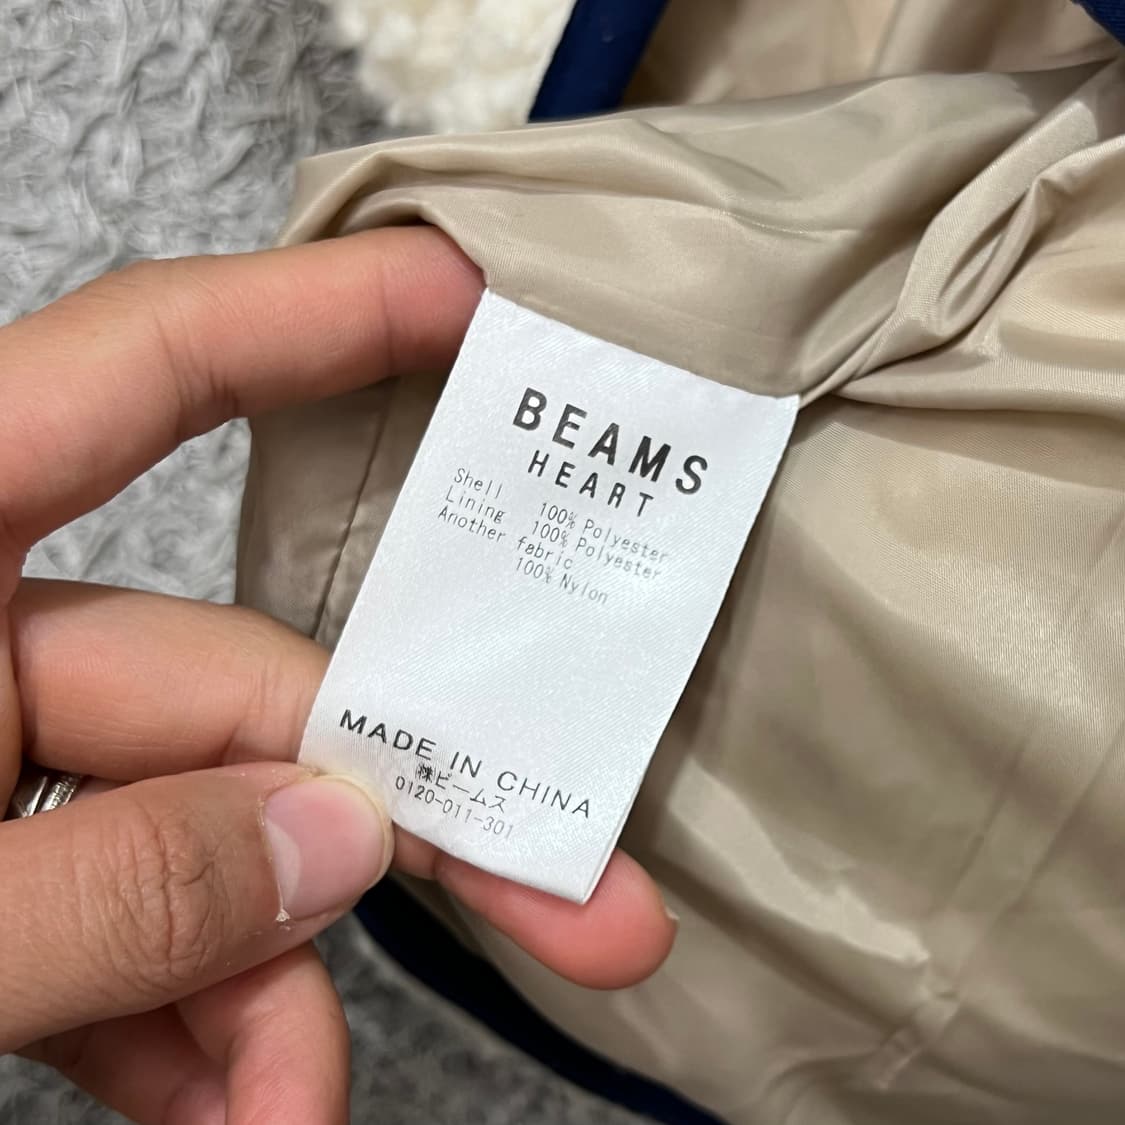 BEAMS
HEART
Shell 100% Polyester
Lining 100% Polyester
Another fabric
100% Nylon
MADE IN CHINA
㈱ビームス
0120-011-301